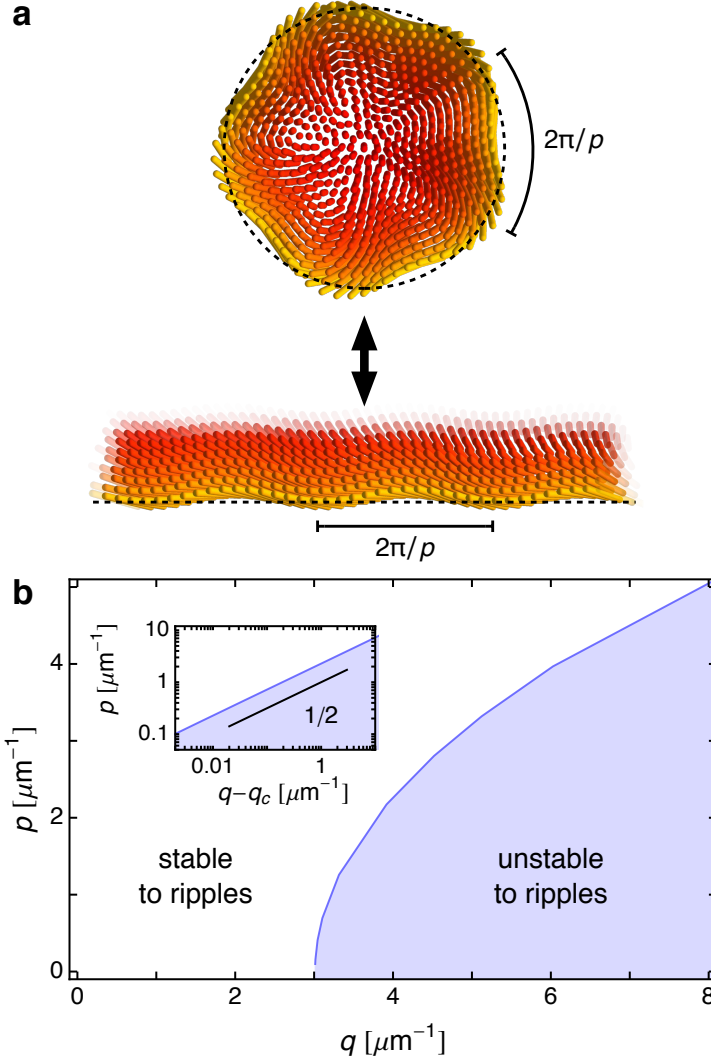 a
2π/p
2π/p
b
p [μm⁻¹]
10
1
0.1
p [μm⁻¹]
1/2
0.01
1
q−q_c [μm⁻¹]
4
2
0
stable
to ripples
unstable
to ripples
0
2
4
6
8
q [μm⁻¹]